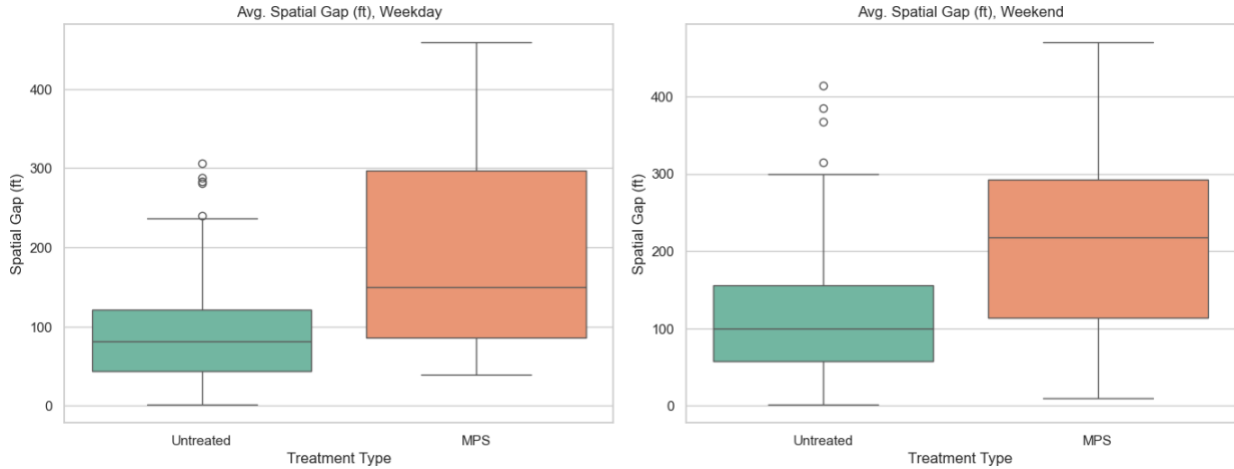 Avg. Spatial Gap (ft), Weekday
Spatial Gap (ft)
400
300
200
100
0
Untreated MPS
Treatment Type
Avg. Spatial Gap (ft), Weekend
Spatial Gap (ft)
400
300
200
100
0
Untreated MPS
Treatment Type